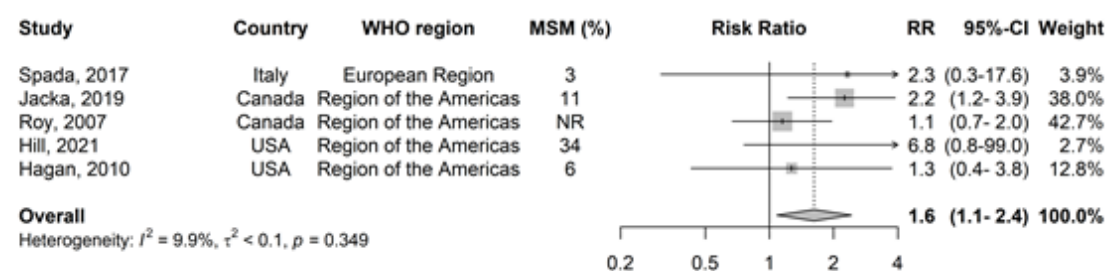 Study Country WHO region MSM (%) Risk Ratio RR 95%-CI Weight
Spada, 2017 Italy European Region 3 2.3 (0.3-17.6) 3.9%
Jacka, 2019 Canada Region of the Americas 11 2.2 (1.2- 3.9) 38.0%
Roy, 2007 Canada Region of the Americas NR 1.1 (0.7- 2.0) 42.7%
Hill, 2021 USA Region of the Americas 34 6.8 (0.8-99.0) 2.7%
Hagan, 2010 USA Region of the Americas 6 1.3 (0.4- 3.8) 12.8%
Overall 1.6 (1.1- 2.4) 100.0%
Heterogeneity: I² = 9.9%, τ² < 0.1, p = 0.349
0.2 0.5 1 2 4